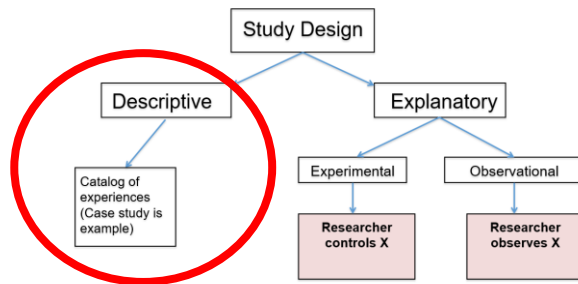 Study Design
Descriptive
Explanatory
Experimental
Observational
Catalog of
experiences
(Case study is
example)
Researcher
controls X
Researcher
observes X